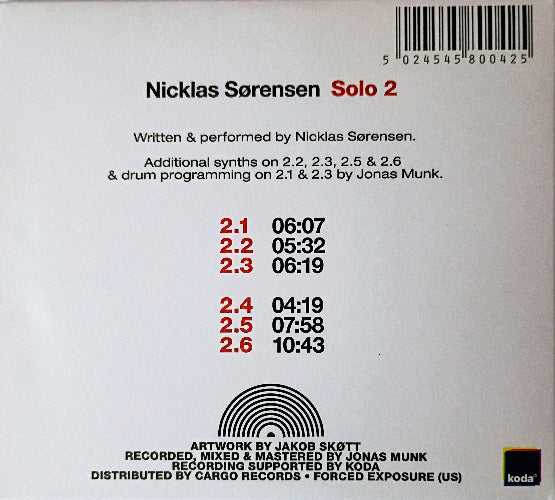 5 024545 800425
Nicklas Sørensen Solo 2
Written & performed by Nicklas Sørensen.
Additional synths on 2.2, 2.3, 2.5 & 2.6
& drum programming on 2.1 & 2.3 by Jonas Munk.
2.1 06:07
2.2 05:32
2.3 06:19
2.4 04:19
2.5 07:58
2.6 10:43
ARTWORK BY JAKOB SKØTT
RECORDED, MIXED & MASTERED BY JONAS MUNK
RECORDING SUPPORTED BY KODA
DISTRIBUTED BY CARGO RECORDS • FORCED EXPOSURE (US)
koda